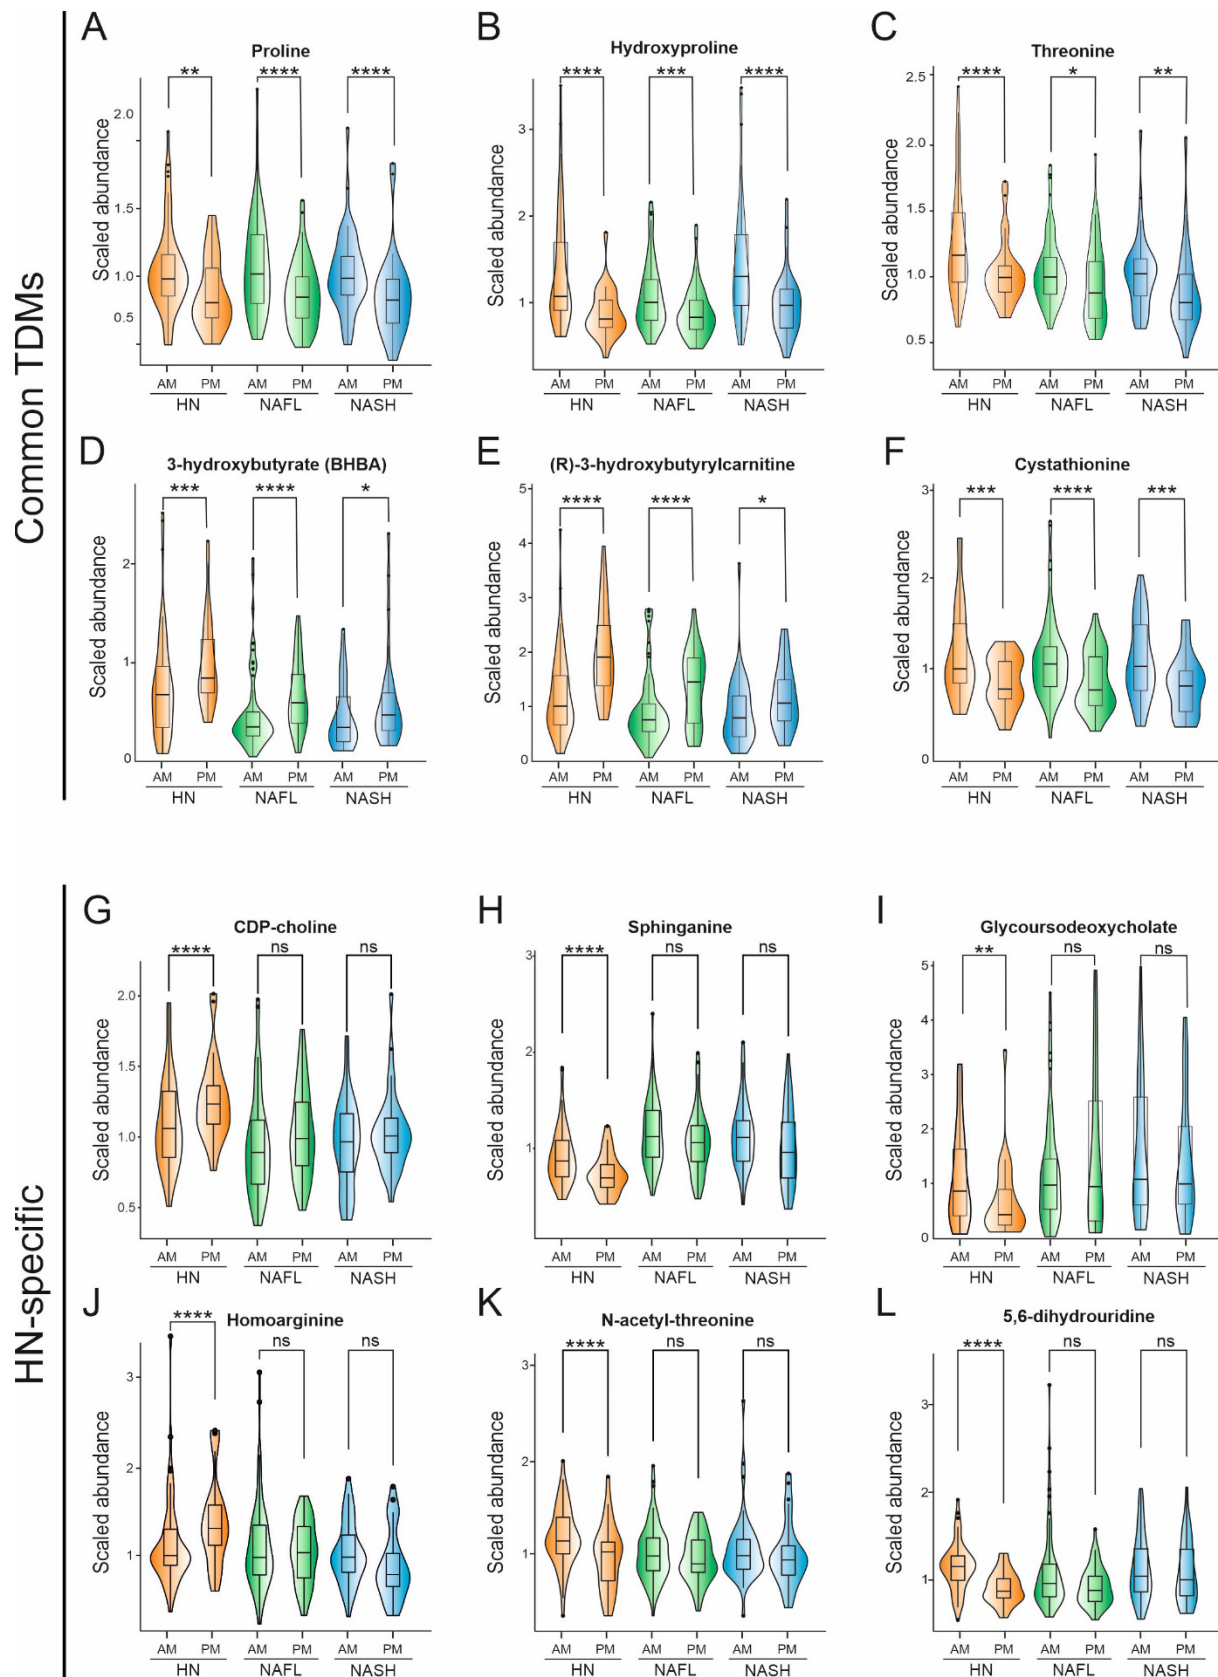 Common TDMs
A
Proline
** **** ****
Scaled abundance
2.0
1.5
1.0
0.5
AM PM AM PM AM PM
HN NAFL NASH
B
Hydroxyproline
**** *** ****
Scaled abundance
3
2
1
AM PM AM PM AM PM
HN NAFL NASH
C
Threonine
**** * **
Scaled abundance
2.5
2.0
1.5
1.0
0.5
AM PM AM PM AM PM
HN NAFL NASH
D
3-hydroxybutyrate (BHBA)
*** **** *
Scaled abundance
2
1
0
AM PM AM PM AM PM
HN NAFL NASH
E
(R)-3-hydroxybutyrylcarnitine
**** **** *
Scaled abundance
5
4
3
2
1
0
AM PM AM PM AM PM
HN NAFL NASH
F
Cystathionine
*** **** ***
Scaled abundance
3
2
1
0
AM PM AM PM AM PM
HN NAFL NASH
HN-specific
G
CDP-choline
**** ns ns
Scaled abundance
2.0
1.5
1.0
0.5
AM PM AM PM AM PM
HN NAFL NASH
H
Sphinganine
**** ns ns
Scaled abundance
3
2
1
0
AM PM AM PM AM PM
HN NAFL NASH
I
Glycoursodeoxycholate
** ns ns
Scaled abundance
5
4
3
2
1
0
AM PM AM PM AM PM
HN NAFL NASH
J
Homoarginine
**** ns ns
Scaled abundance
3
2
1
AM PM AM PM AM PM
HN NAFL NASH
K
N-acetyl-threonine
**** ns ns
Scaled abundance
3
2
1
AM PM AM PM AM PM
HN NAFL NASH
L
5,6-dihydrouridine
**** ns ns
Scaled abundance
3
2
1
AM PM AM PM AM PM
HN NAFL NASH